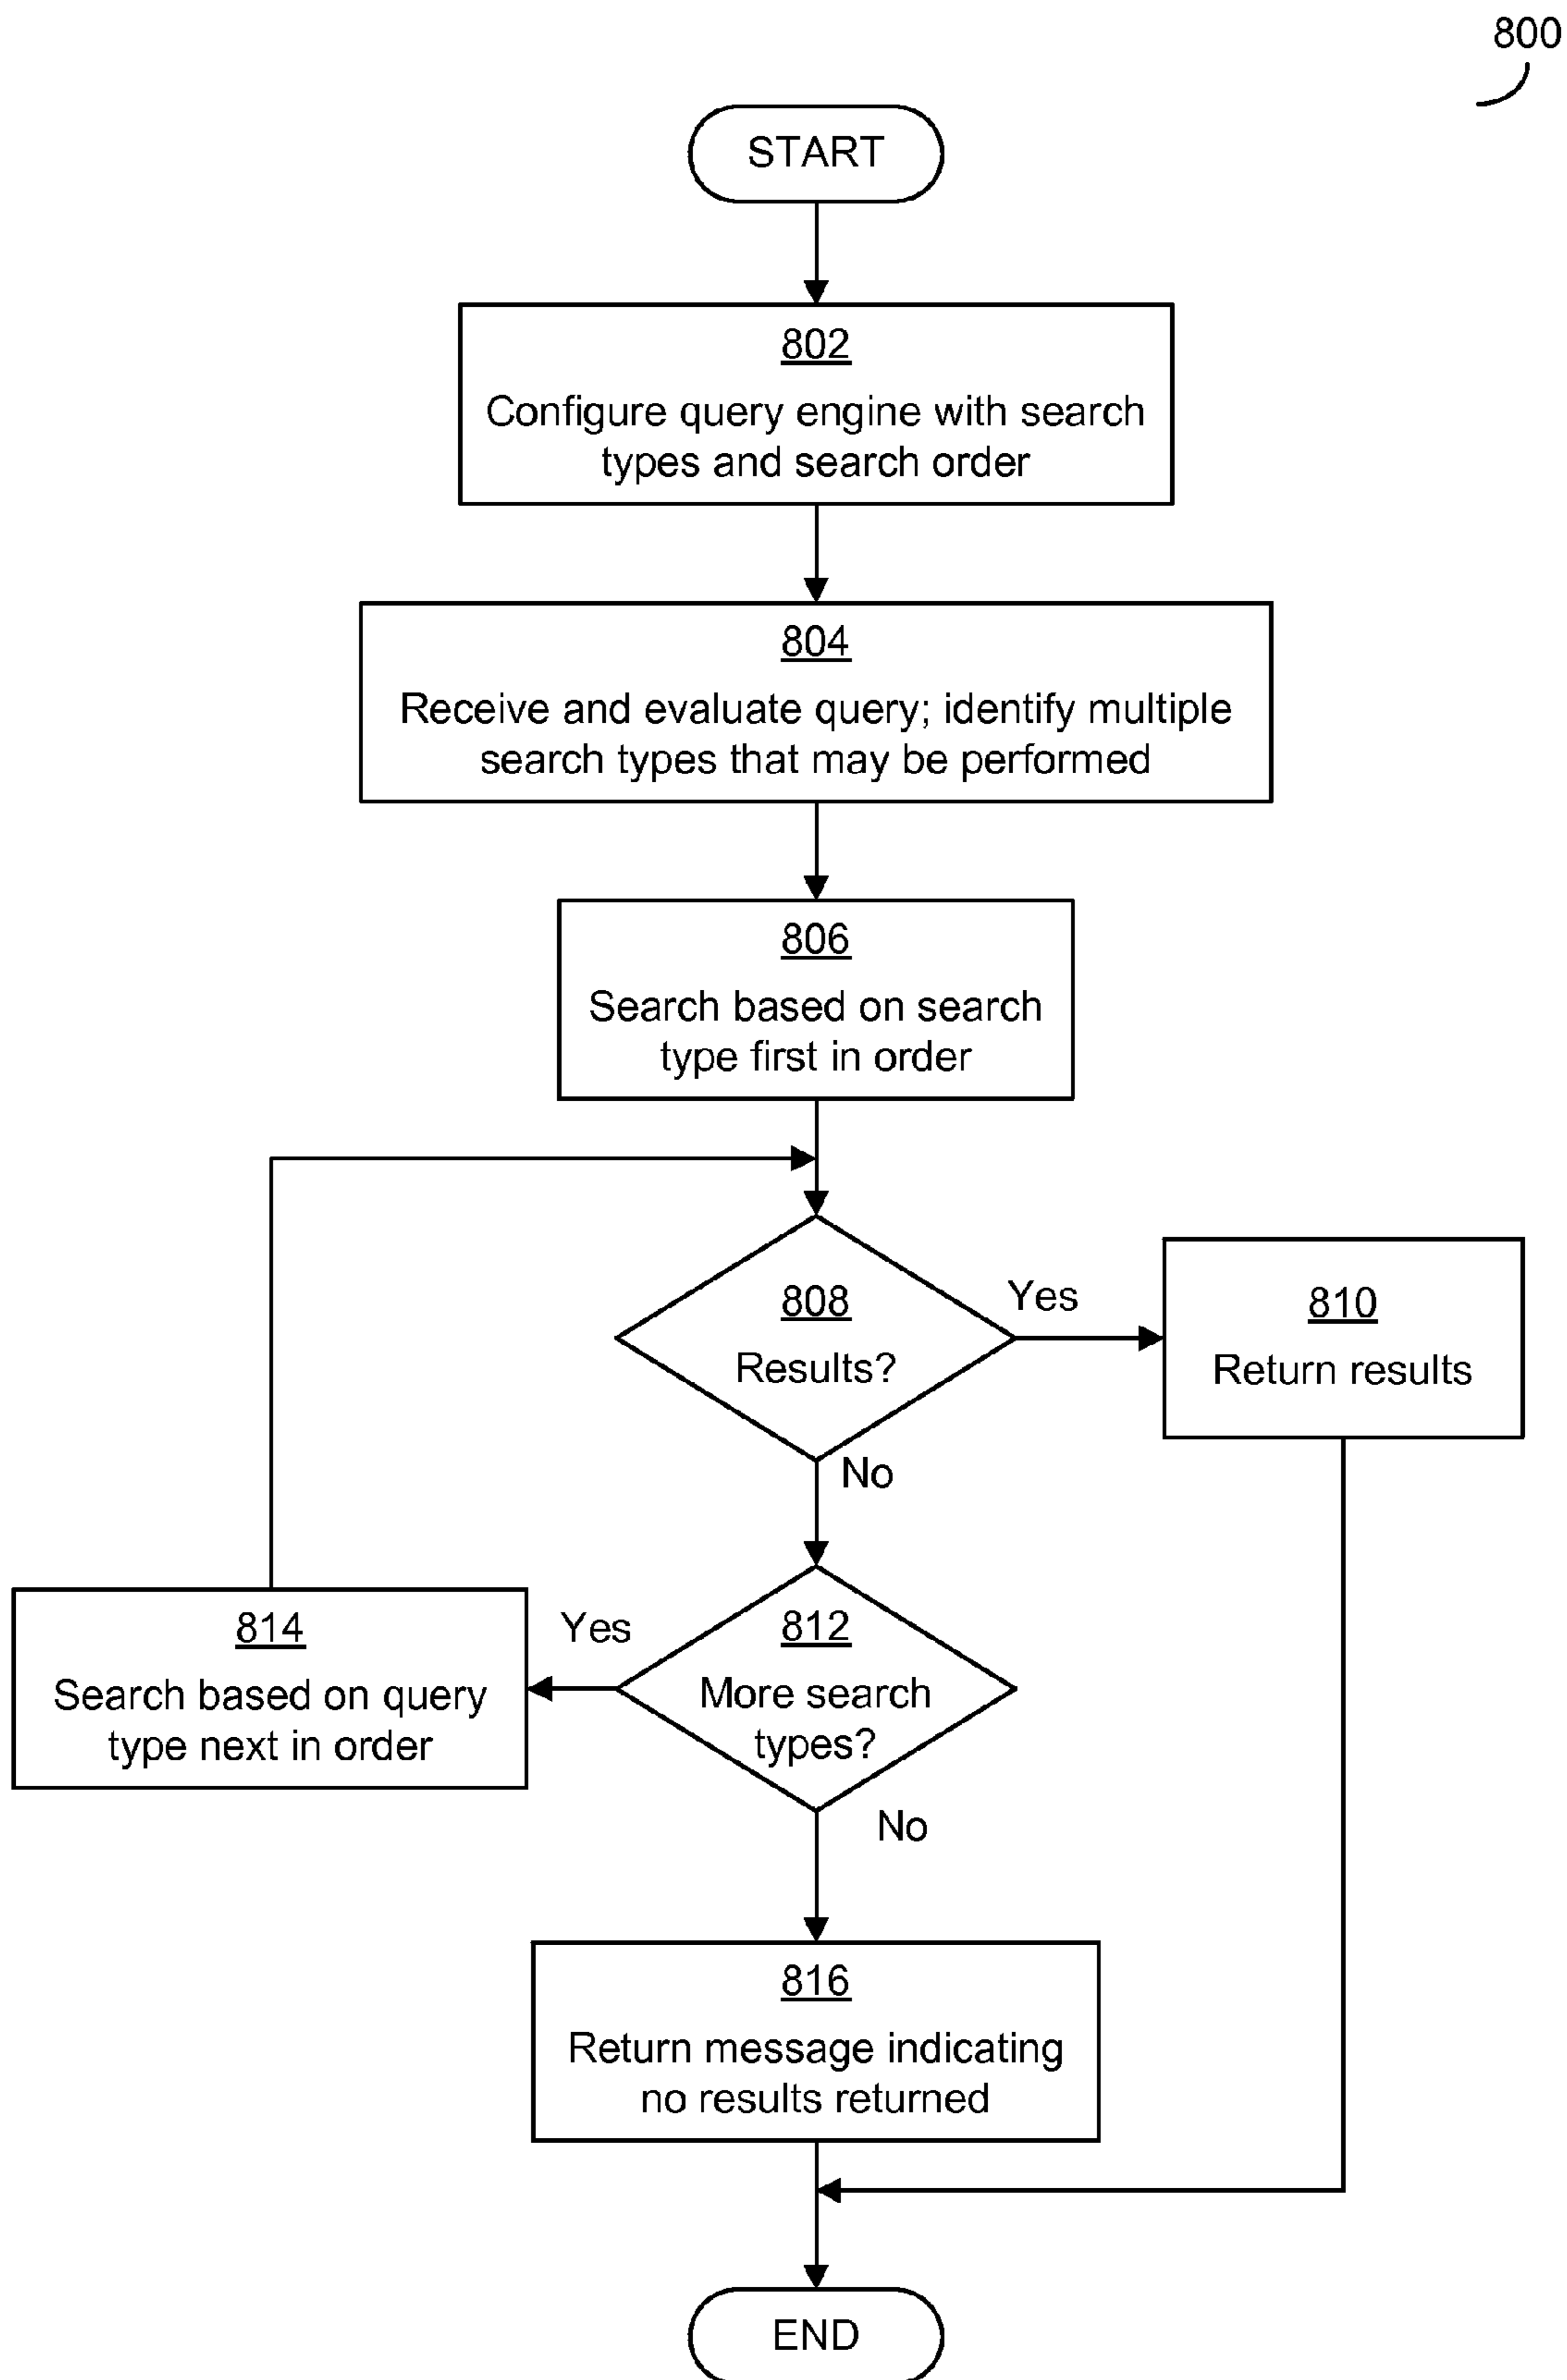 800
START
802
Configure query engine with search
types and search order
804
Receive and evaluate query; identify multiple
search types that may be performed
806
Search based on search
type first in order
808
Results?
Yes
810
Return results
No
812
More search
types?
Yes
814
Search based on query
type next in order
No
816
Return message indicating
no results returned
END